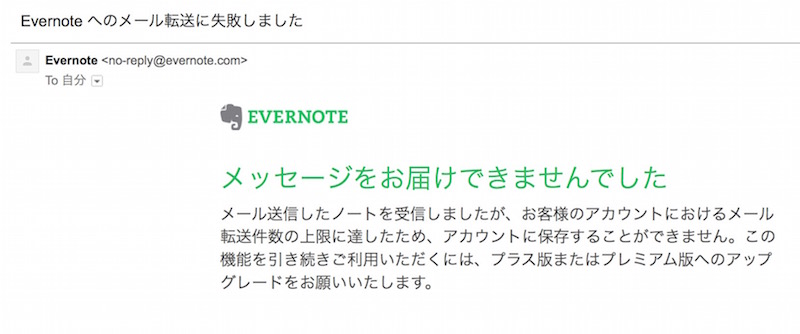 Evernote へのメール転送に失敗しました
Evernote <no-reply@evernote.com>
To 自分
EVERNOTE
メッセージをお届けできませんでした
メール送信したノートを受信しましたが、お客様のアカウントにおけるメール
転送件数の上限に達したため、アカウントに保存することができません。この
機能を引き続きご利用いただくには、プラス版またはプレミアム版へのアップ
グレードをお願いいたします。